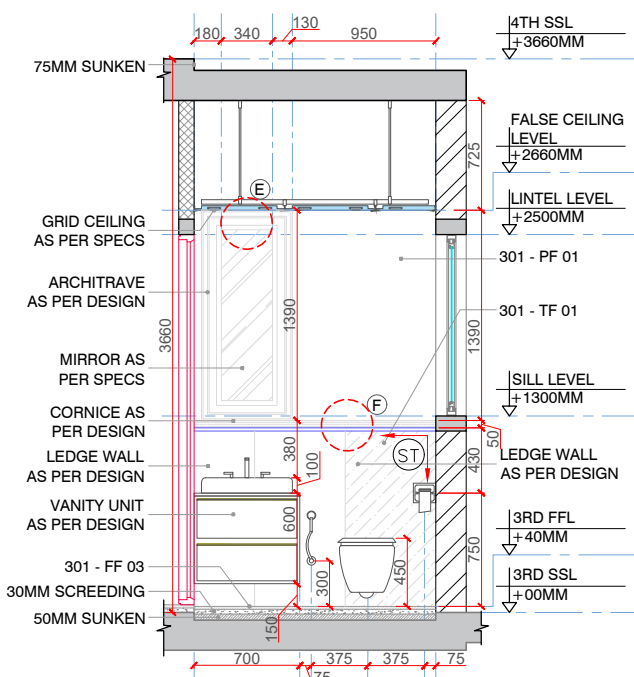 130
180
340
950
4TH SSL
+3660MM
75MM SUNKEN
FALSE CEILING
LEVEL
+2660MM
725
E
LINTEL LEVEL
+2500MM
GRID CEILING
AS PER SPECS
301 - PF 01
ARCHITRAVE
AS PER DESIGN
301 - TF 01
3660
1390
1390
MIRROR AS
PER SPECS
SILL LEVEL
+1300MM
CORNICE AS
PER DESIGN
F
50
LEDGE WALL
AS PER DESIGN
380
100
ST
430
LEDGE WALL
AS PER DESIGN
VANITY UNIT
AS PER DESIGN
600
3RD FFL
+40MM
750
450
300
301 - FF 03
3RD SSL
+00MM
30MM SCREEDING
50MM SUNKEN
150
700
375
375
75
75